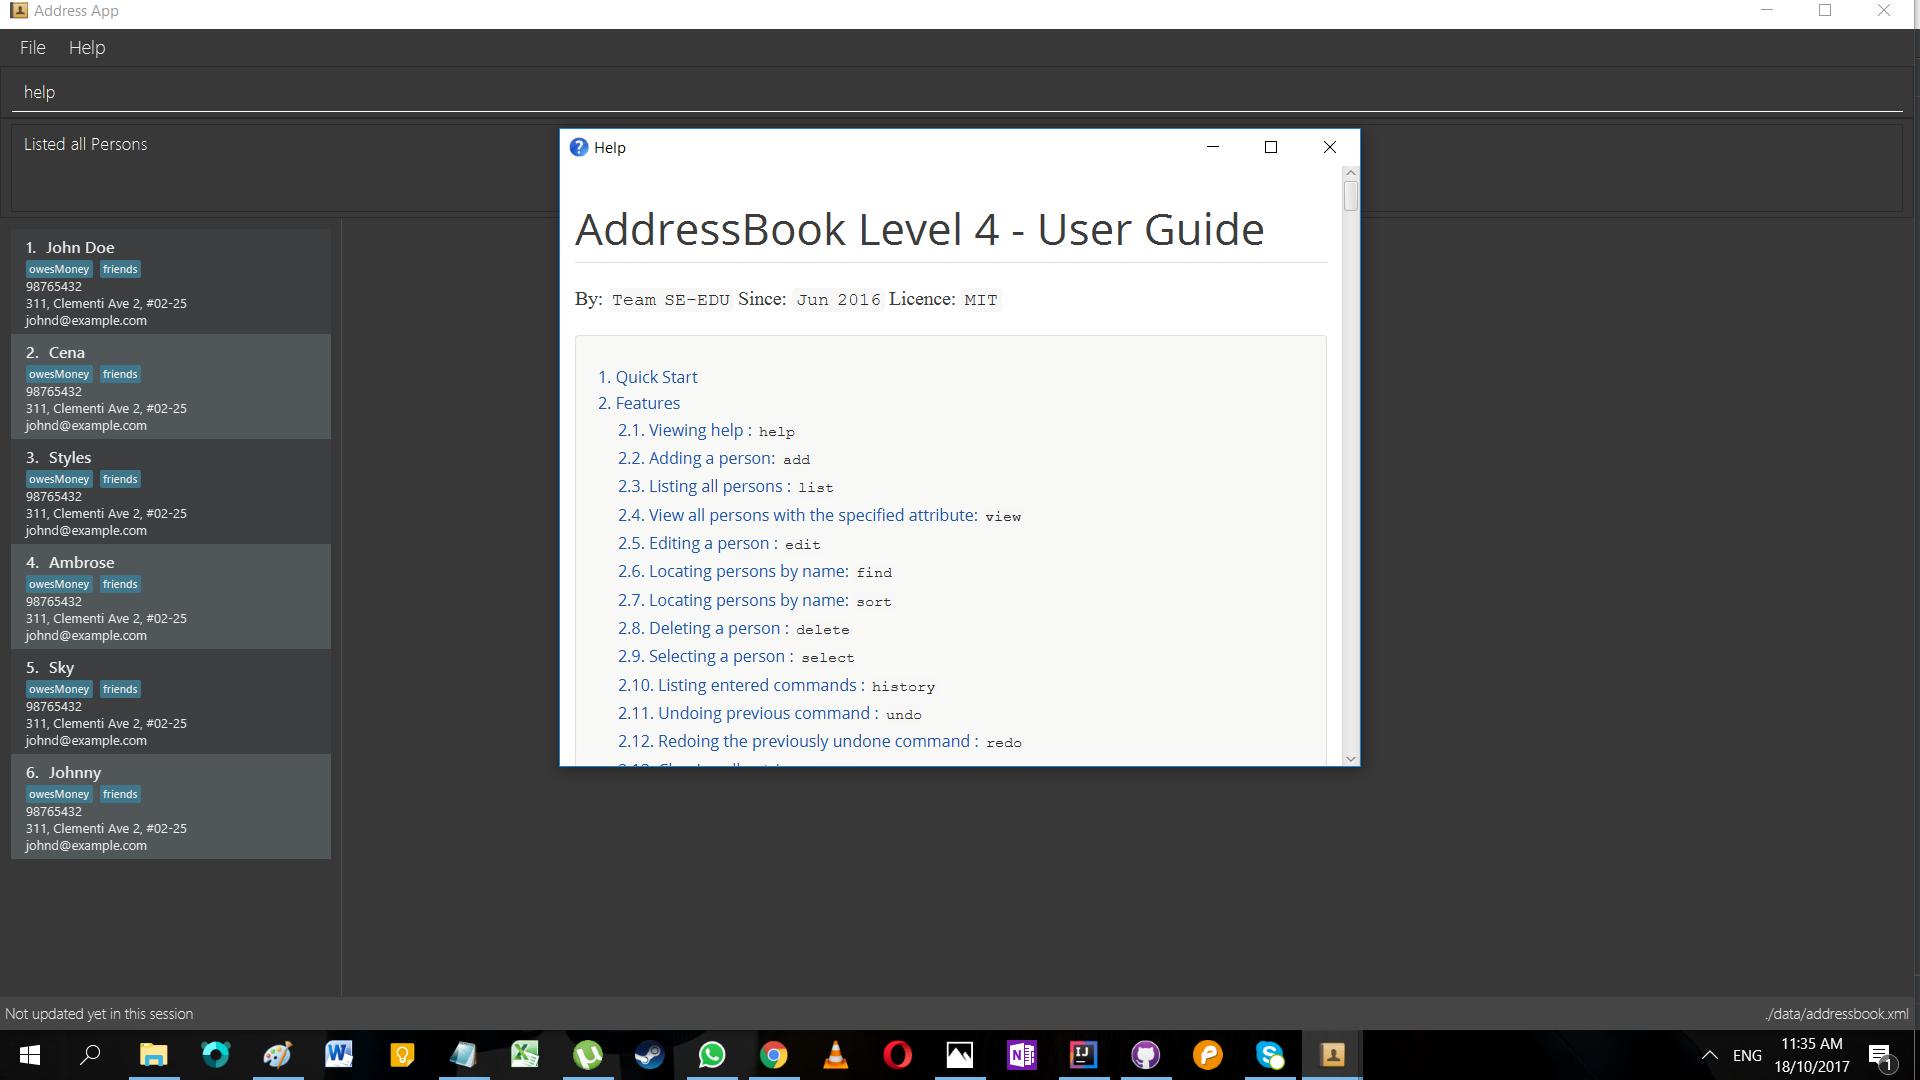 Address App
File Help
help
Listed all Persons
1. John Doe
owesMoney friends
98765432
311, Clementi Ave 2, #02-25
johnd@example.com
2. Cena
owesMoney friends
98765432
311, Clementi Ave 2, #02-25
johnd@example.com
3. Styles
owesMoney friends
98765432
311, Clementi Ave 2, #02-25
johnd@example.com
4. Ambrose
owesMoney friends
98765432
311, Clementi Ave 2, #02-25
johnd@example.com
5. Sky
owesMoney friends
98765432
311, Clementi Ave 2, #02-25
johnd@example.com
6. Johnny
owesMoney friends
98765432
311, Clementi Ave 2, #02-25
johnd@example.com
Help
AddressBook Level 4 - User Guide
By: Team SE-EDU Since: Jun 2016 Licence: MIT
1. Quick Start
2. Features
2.1. Viewing help : help
2.2. Adding a person: add
2.3. Listing all persons : list
2.4. View all persons with the specified attribute: view
2.5. Editing a person : edit
2.6. Locating persons by name: find
2.7. Locating persons by name: sort
2.8. Deleting a person : delete
2.9. Selecting a person : select
2.10. Listing entered commands : history
2.11. Undoing previous command : undo
2.12. Redoing the previously undone command : redo
Not updated yet in this session
./data/addressbook.xml
ENG
11:35 AM
18/10/2017
1